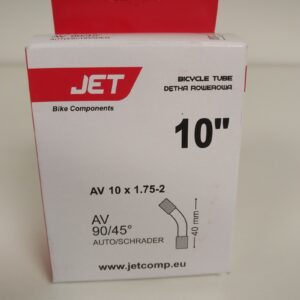 JET
Bike Components
BICYCLE TUBE
DĘTKA ROWEROWA
10"
AV 10 x 1.75-2
AV
90/45°
AUTO/SCHRADER
40 mm
www.jetcomp.eu